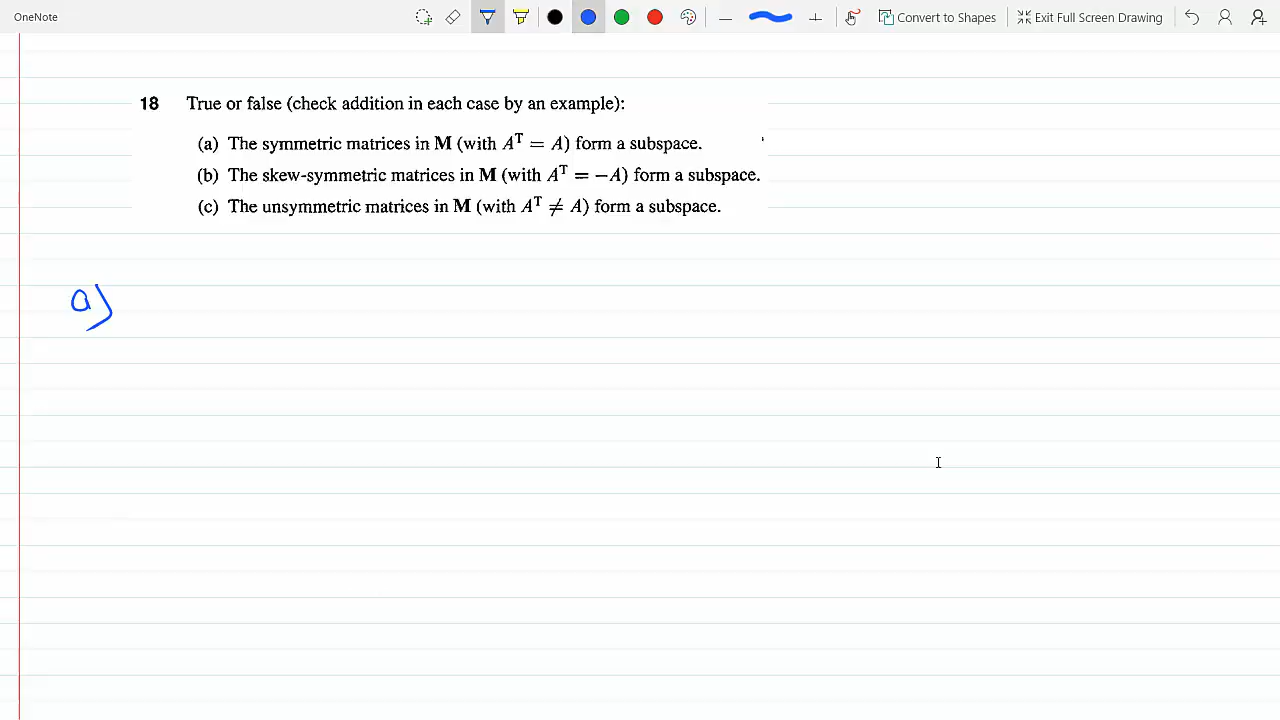 OneNote
Convert to Shapes
Exit Full Screen Drawing
18 True or false (check addition in each case by an example):
(a) The symmetric matrices in M (with Aᵀ = A) form a subspace.
(b) The skew-symmetric matrices in M (with Aᵀ = −A) form a subspace.
(c) The unsymmetric matrices in M (with Aᵀ ≠ A) form a subspace.
a)